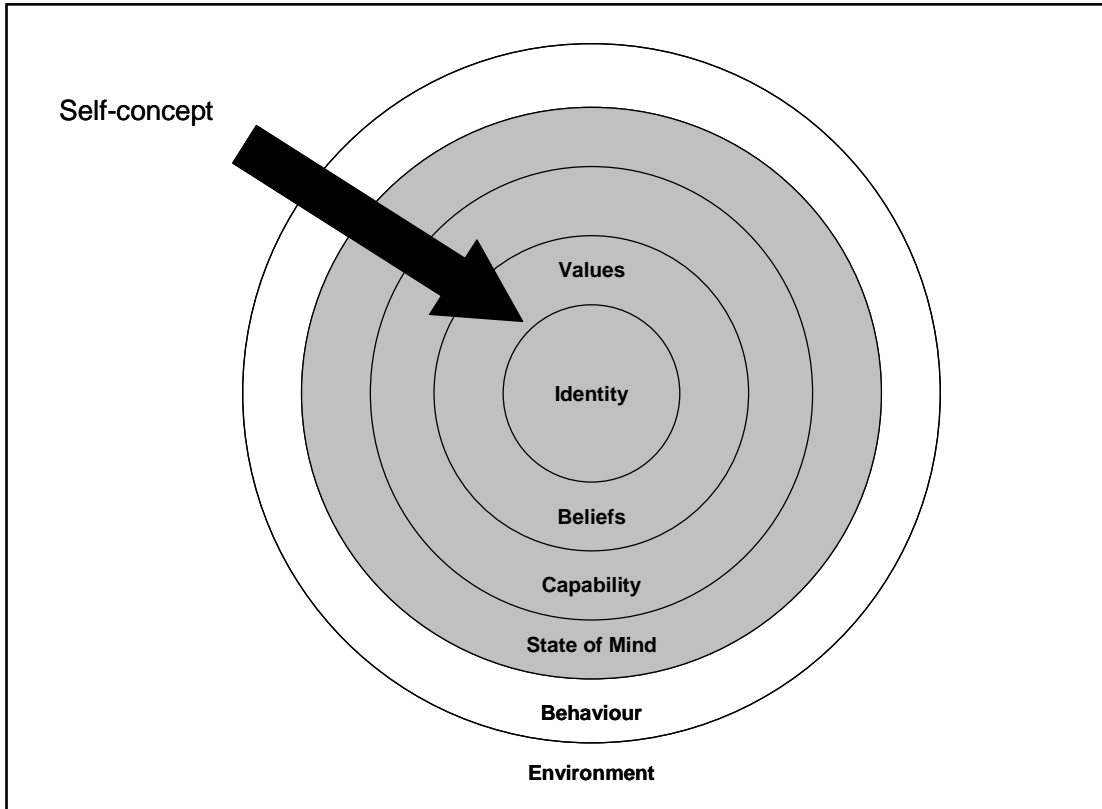 Self-concept
Values
Identity
Beliefs
Capability
State of Mind
Behaviour
Environment